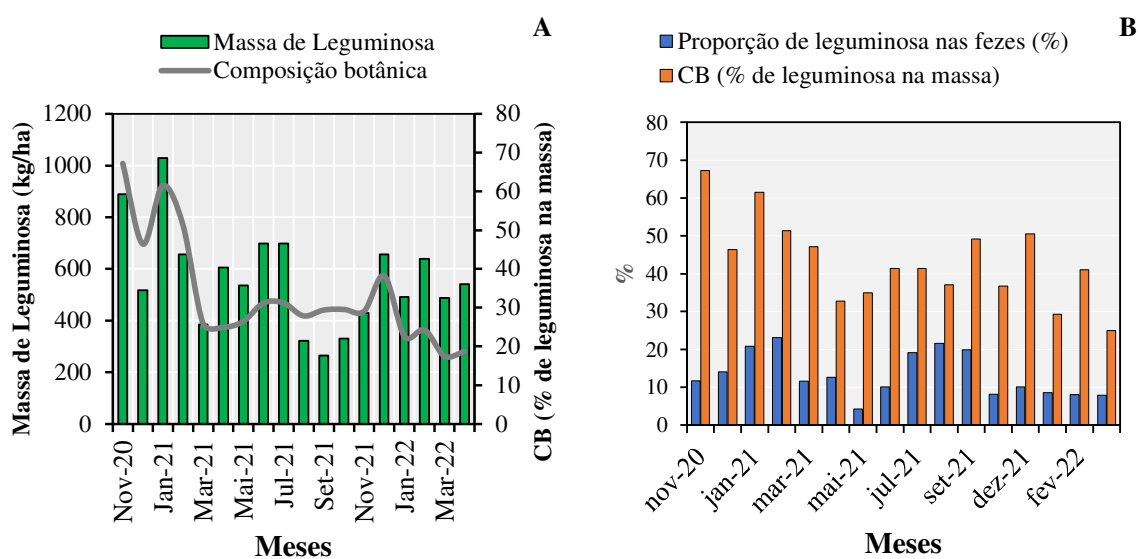 Massa de Leguminosa
Composição botânica
A
Massa de Leguminosa (kg/ha)
1200
1000
800
600
400
200
0
80
70
60
50
40
30
20
10
0
CB (% de leguminosa na massa)
Nov-20
Jan-21
Mar-21
Mai-21
Jul-21
Set-21
Nov-21
Jan-22
Mar-22
Meses
B
Proporção de leguminosa nas fezes (%)
CB (% de leguminosa na massa)
%
80
70
60
50
40
30
20
10
0
nov-20
jan-21
mar-21
mai-21
jul-21
set-21
dez-21
fev-22
Meses